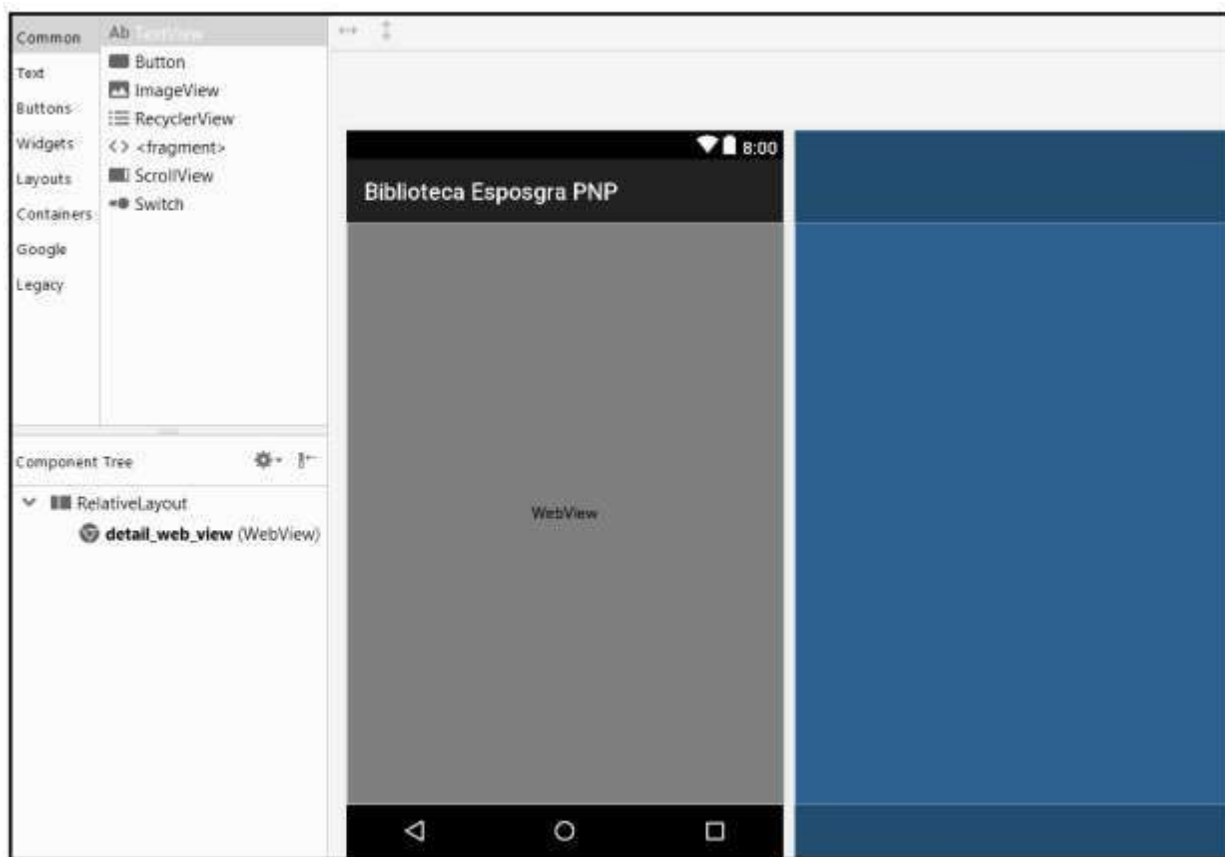 Common
Text
Buttons
Widgets
Layouts
Containers
Google
Legacy
Ab TextView
Button
ImageView
RecyclerView
<> <fragment>
ScrollView
Switch
Component Tree
RelativeLayout
detail_web_view (WebView)
8:00
Biblioteca Esposgra PNP
WebView